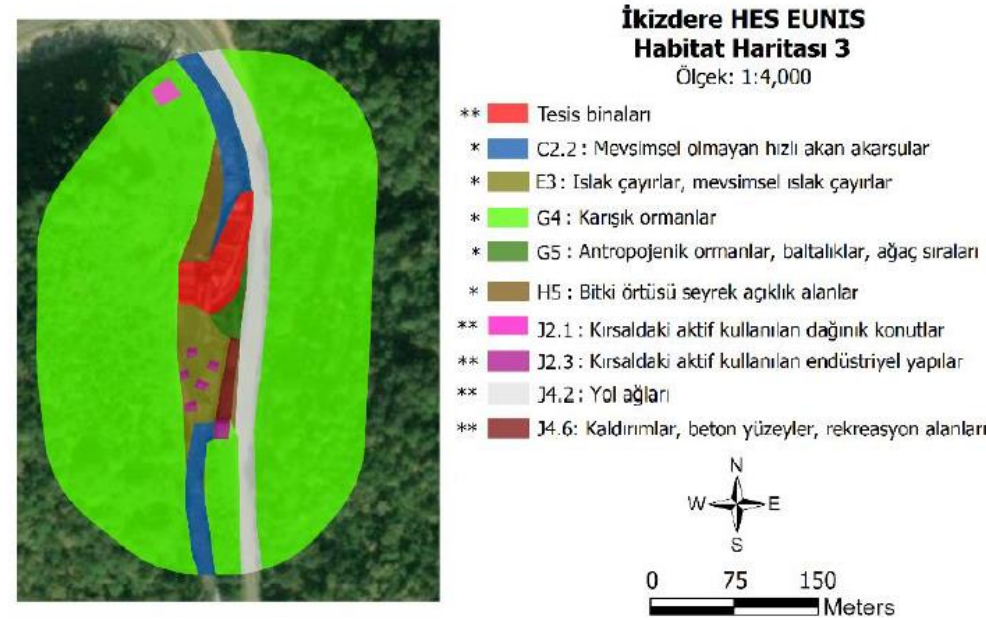 İkizdere HES EUNIS
Habitat Haritası 3
Ölçek: 1:4,000
** Tesis binaları
* C2.2 : Mevsimsel olmayan hızlı akan akarsular
* E3 : Islak çayırlar, mevsimsel ıslak çayırlar
* G4 : Karışık ormanlar
* G5 : Antropojenik ormanlar, baltalıklar, ağaç sıraları
* H5 : Bitki örtüsü seyrek açıklık alanlar
** J2.1 : Kırsaldaki aktif kullanılan dağınık konutlar
** J2.3 : Kırsaldaki aktif kullanılan endüstriyel yapılar
** J4.2 : Yol ağları
** J4.6: Kaldırımlar, beton yüzeyler, rekreasyon alanları
N
W E
S
0 75 150
Meters